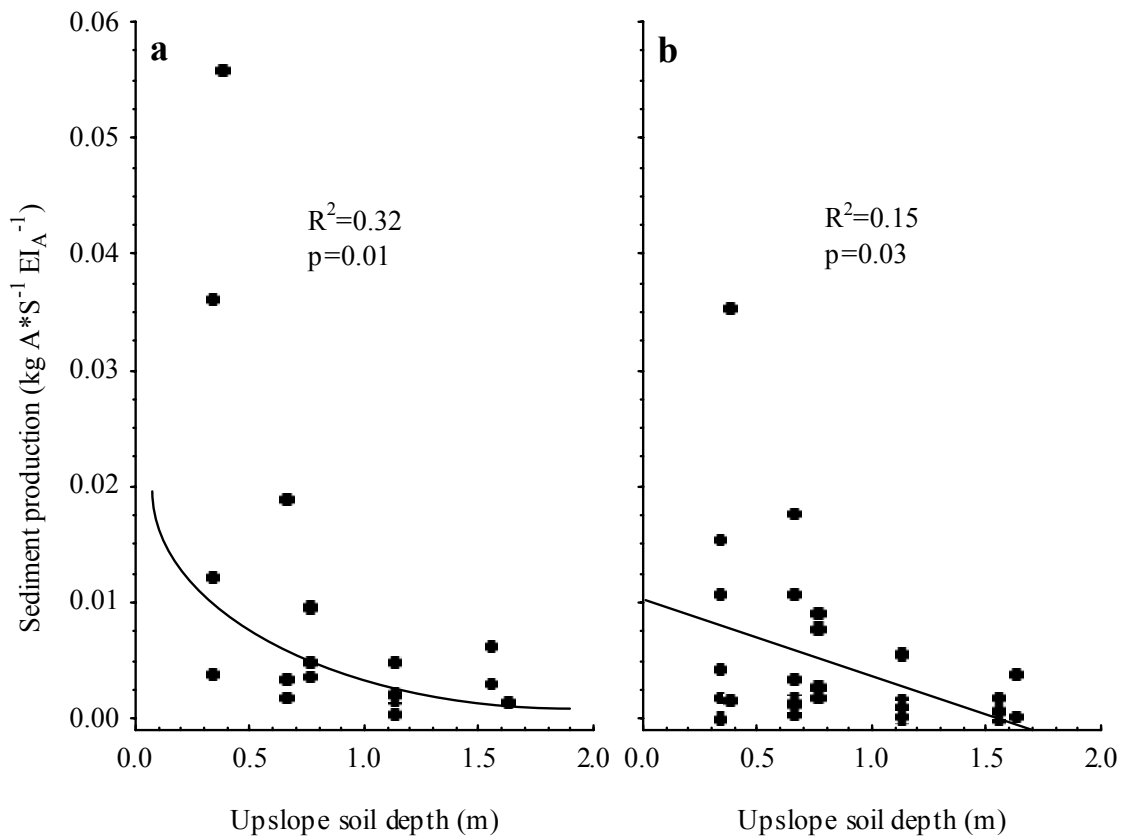 Sediment production (kg A*S⁻¹ EI_A⁻¹)
0.06
0.05
0.04
0.03
0.02
0.01
0.00
a
R²=0.32
p=0.01
0.0 0.5 1.0 1.5 2.0
Upslope soil depth (m)
b
R²=0.15
p=0.03
0.0 0.5 1.0 1.5 2.0
Upslope soil depth (m)